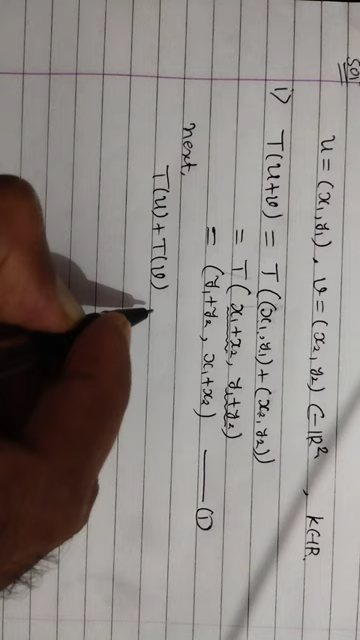 Sol
u = (x₁, y₁), v = (x₂, y₂) ∈ ℝ², k ∈ ℝ.
i) T(u+v) = T((x₁, y₁) + (x₂, y₂))
= T(x₁+x₂, y₁+y₂)
= (y₁+y₂, x₁+x₂) —— (1)
next,
T(u) + T(v)